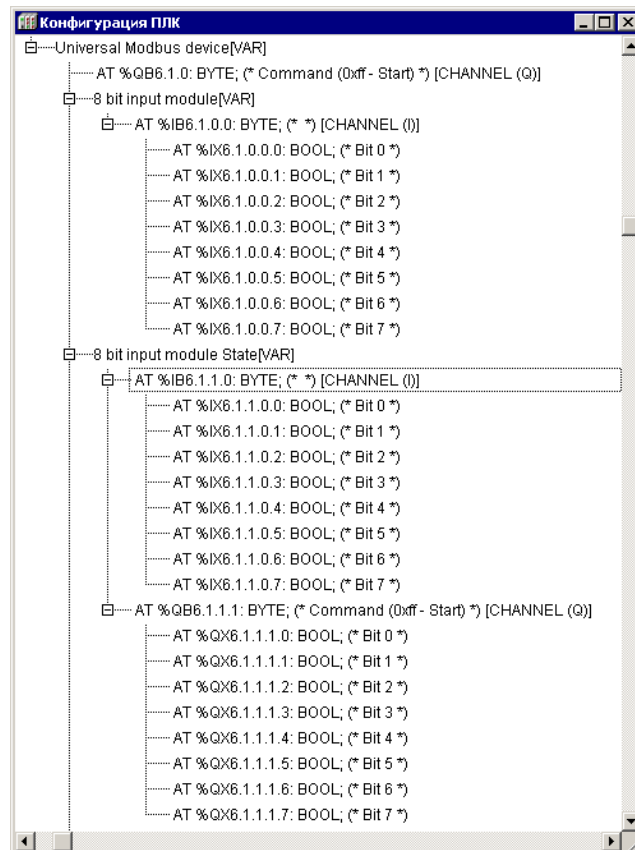 Конфигурация ПЛК
Universal Modbus device[VAR]
AT %QB6.1.0: BYTE; (* Command (0xff - Start) *) [CHANNEL (Q)]
8 bit input module[VAR]
AT %IB6.1.0.0: BYTE; (* *) [CHANNEL (I)]
AT %IX6.1.0.0.0: BOOL; (* Bit 0 *)
AT %IX6.1.0.0.1: BOOL; (* Bit 1 *)
AT %IX6.1.0.0.2: BOOL; (* Bit 2 *)
AT %IX6.1.0.0.3: BOOL; (* Bit 3 *)
AT %IX6.1.0.0.4: BOOL; (* Bit 4 *)
AT %IX6.1.0.0.5: BOOL; (* Bit 5 *)
AT %IX6.1.0.0.6: BOOL; (* Bit 6 *)
AT %IX6.1.0.0.7: BOOL; (* Bit 7 *)
8 bit input module State[VAR]
AT %IB6.1.1.0: BYTE; (* *) [CHANNEL (I)]
AT %IX6.1.1.0.0: BOOL; (* Bit 0 *)
AT %IX6.1.1.0.1: BOOL; (* Bit 1 *)
AT %IX6.1.1.0.2: BOOL; (* Bit 2 *)
AT %IX6.1.1.0.3: BOOL; (* Bit 3 *)
AT %IX6.1.1.0.4: BOOL; (* Bit 4 *)
AT %IX6.1.1.0.5: BOOL; (* Bit 5 *)
AT %IX6.1.1.0.6: BOOL; (* Bit 6 *)
AT %IX6.1.1.0.7: BOOL; (* Bit 7 *)
AT %QB6.1.1.1: BYTE; (* Command (0xff - Start) *) [CHANNEL (Q)]
AT %QX6.1.1.1.0: BOOL; (* Bit 0 *)
AT %QX6.1.1.1.1: BOOL; (* Bit 1 *)
AT %QX6.1.1.1.2: BOOL; (* Bit 2 *)
AT %QX6.1.1.1.3: BOOL; (* Bit 3 *)
AT %QX6.1.1.1.4: BOOL; (* Bit 4 *)
AT %QX6.1.1.1.5: BOOL; (* Bit 5 *)
AT %QX6.1.1.1.6: BOOL; (* Bit 6 *)
AT %QX6.1.1.1.7: BOOL; (* Bit 7 *)